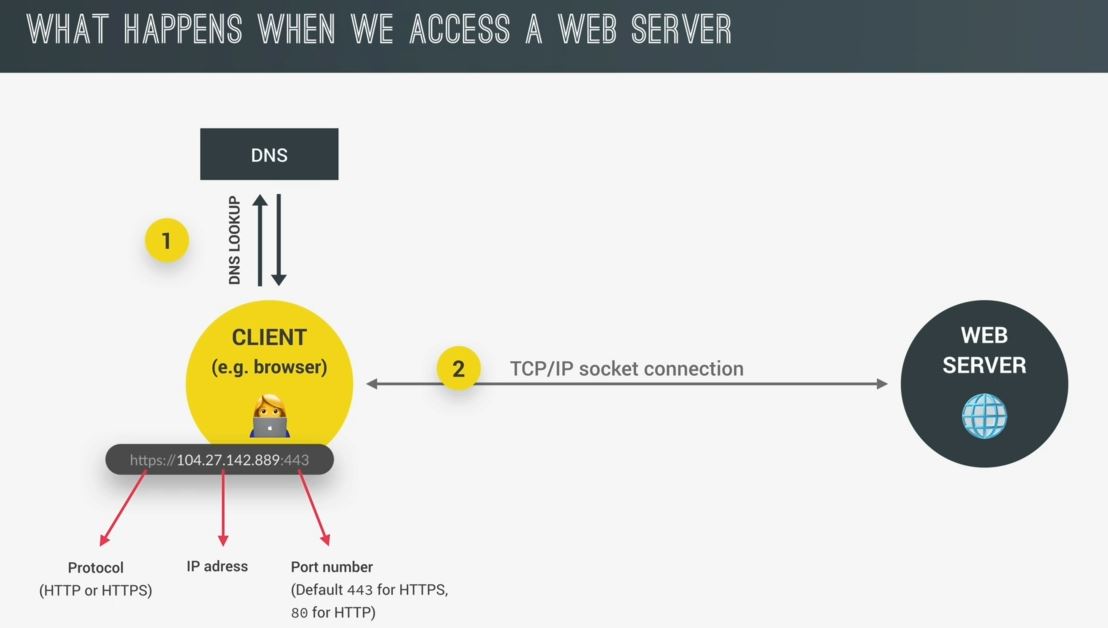 WHAT HAPPENS WHEN WE ACCESS A WEB SERVER
DNS
1
DNS LOOKUP
CLIENT
(e.g. browser)
2
TCP/IP socket connection
WEB
SERVER
https://104.27.142.889:443
Protocol
(HTTP or HTTPS)
IP adress
Port number
(Default 443 for HTTPS,
80 for HTTP)